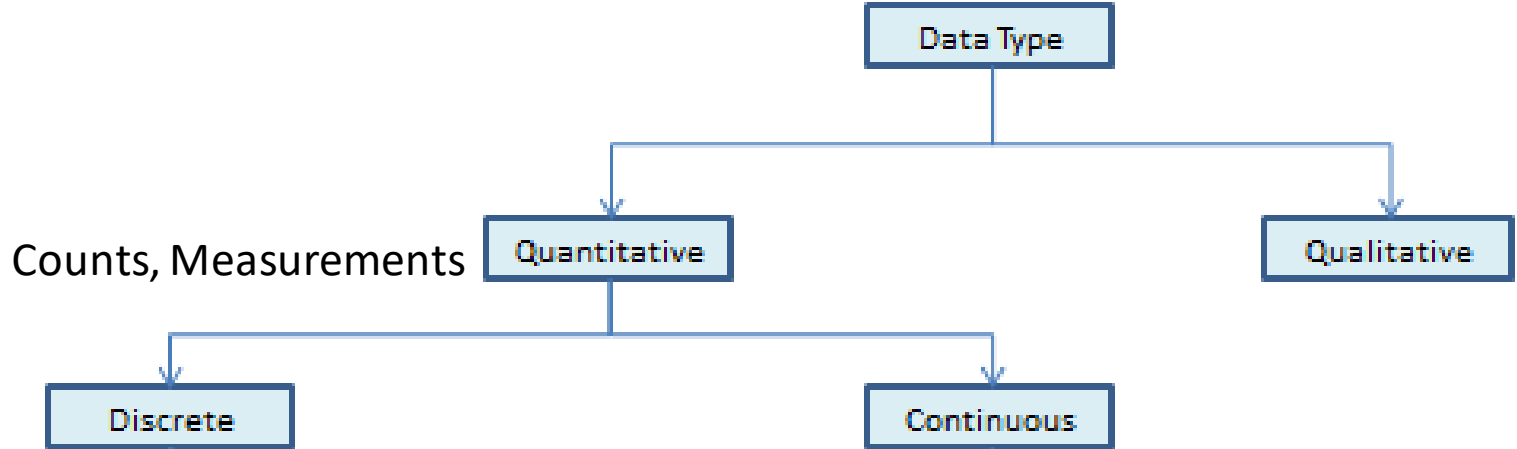 Data Type
Counts, Measurements
Quantitative
Qualitative
Discrete
Continuous